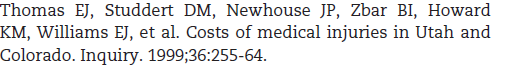 Thomas EJ, Studdert DM, Newhouse JP, Zbar BI, Howard
KM, Williams EJ, et al. Costs of medical injuries in Utah and
Colorado. Inquiry. 1999;36:255-64.